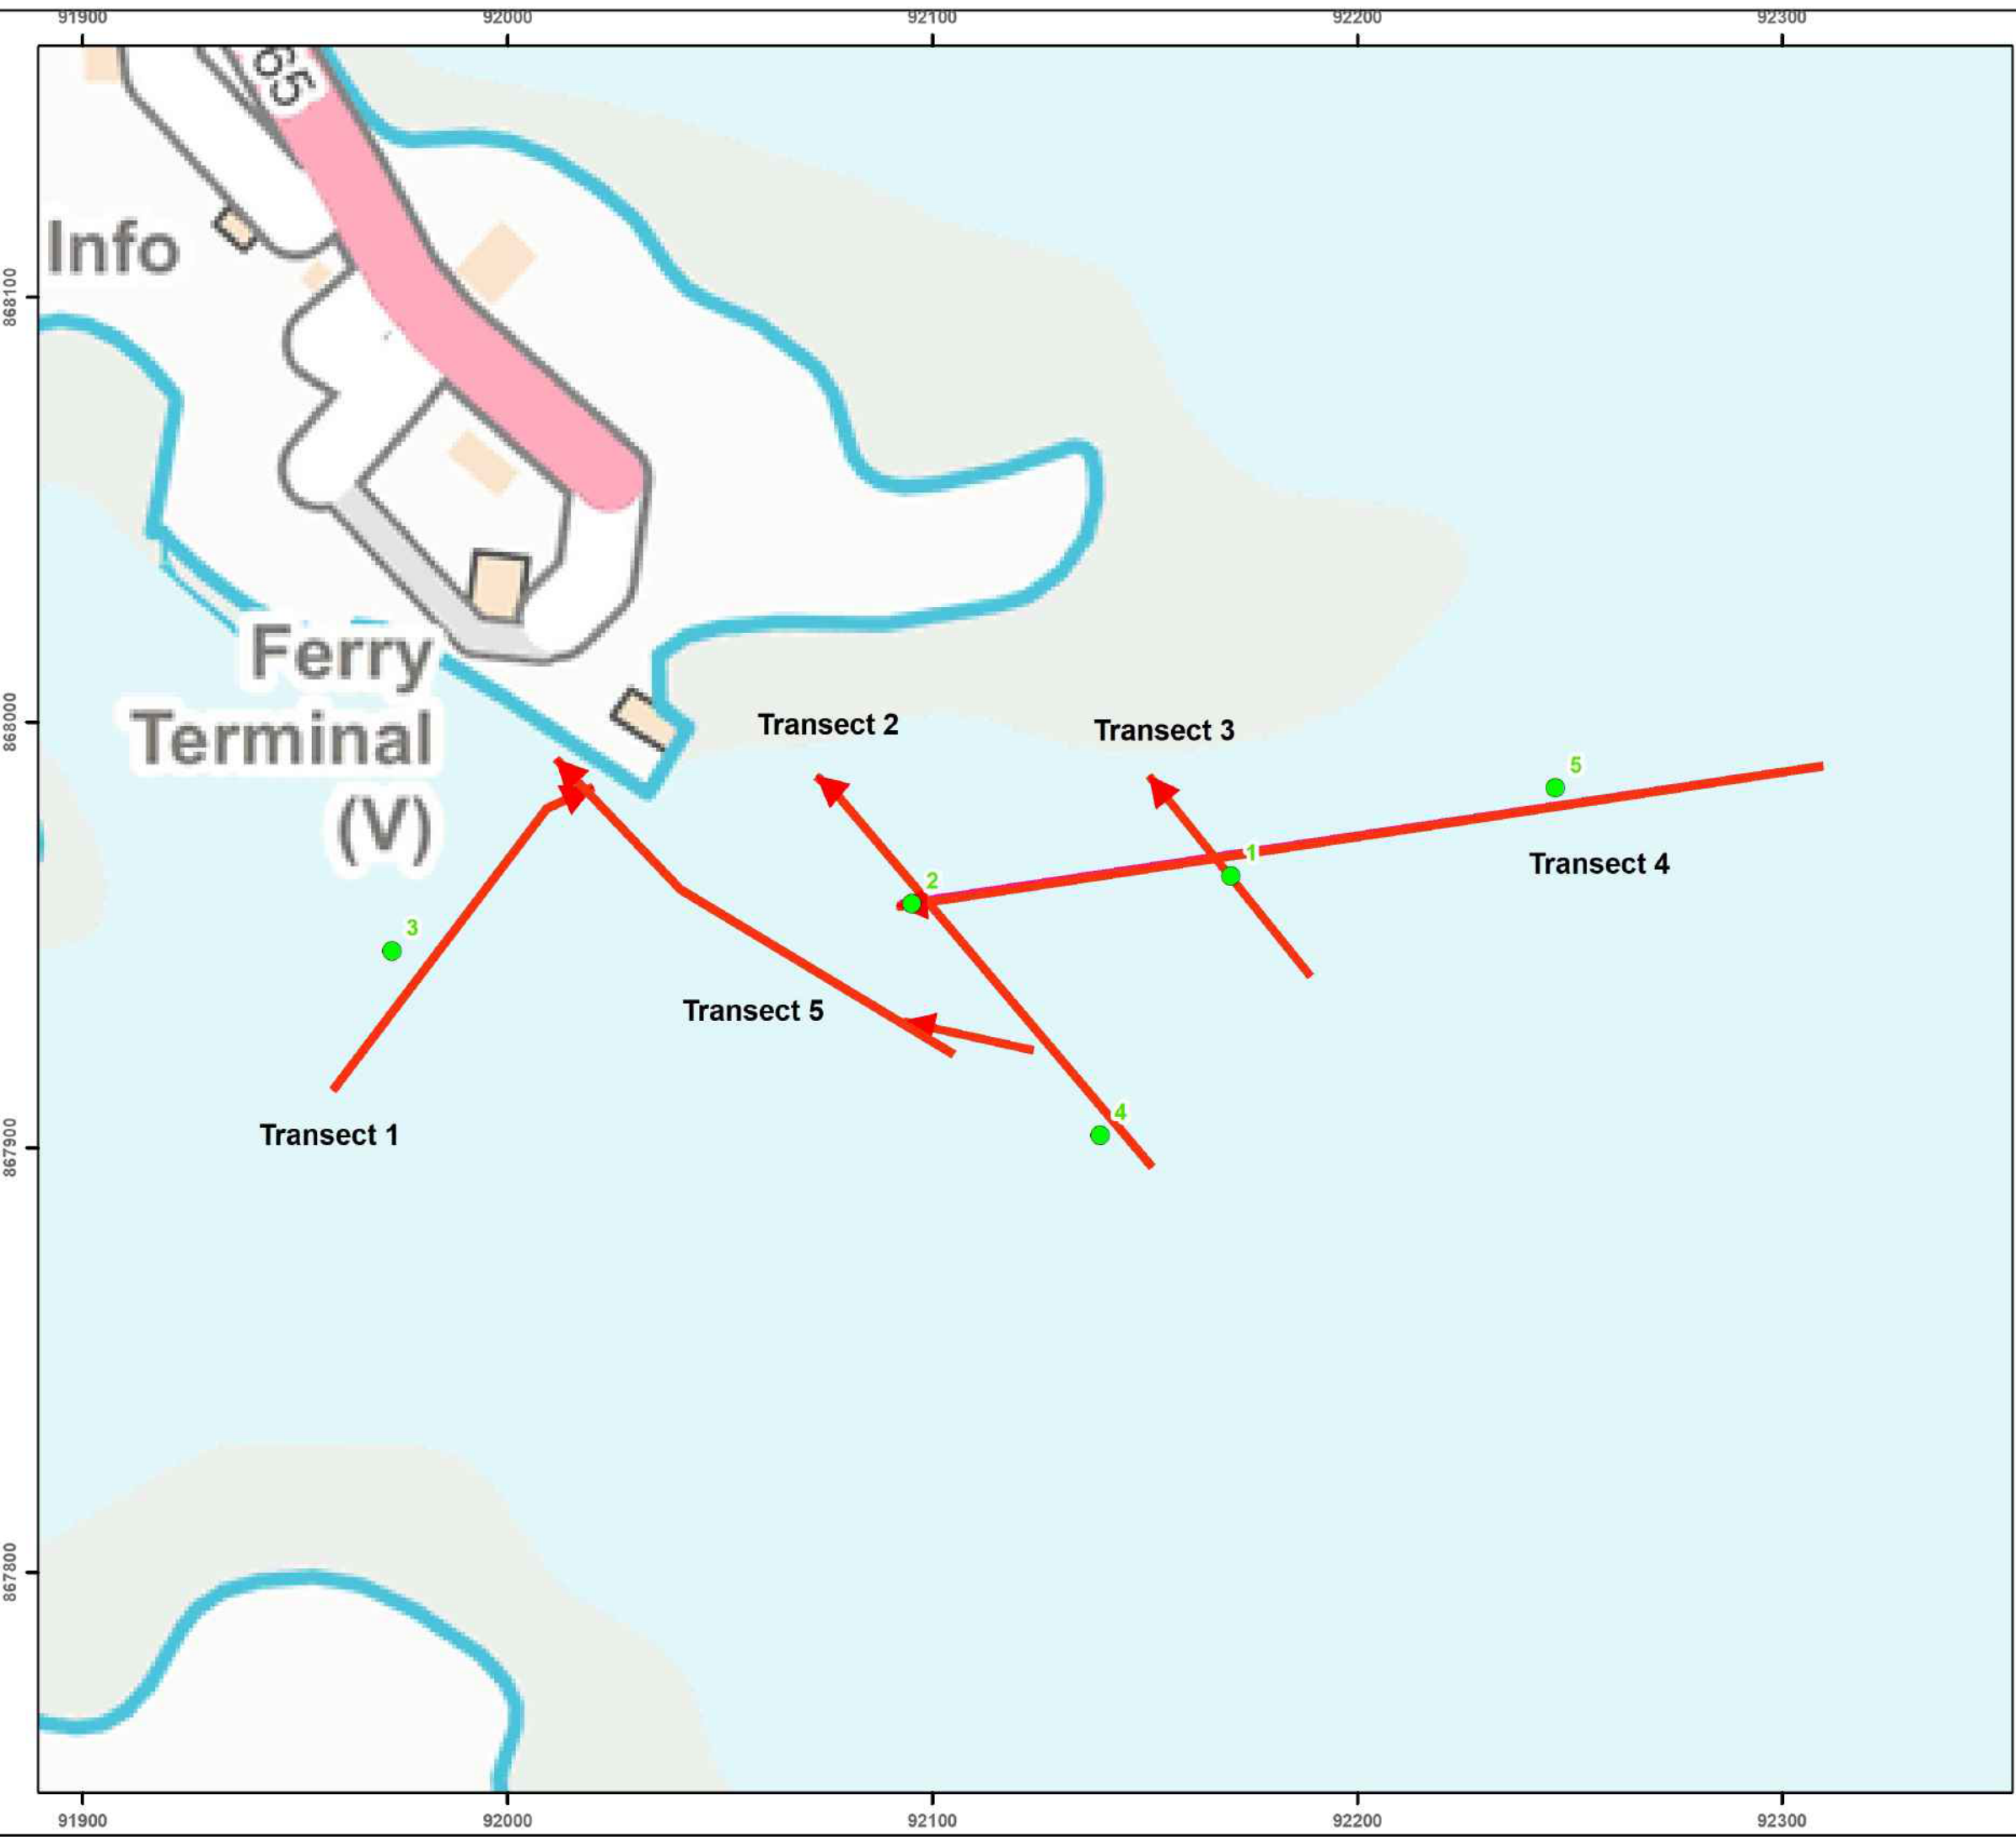 91900 92000 92100 92200 92300
65
Info
868100
Ferry
Terminal
(V)
868000
Transect 2
Transect 3
5
1
Transect 4
2
3
Transect 5
4
Transect 1
867900
867800
91900 92000 92100 92200 92300